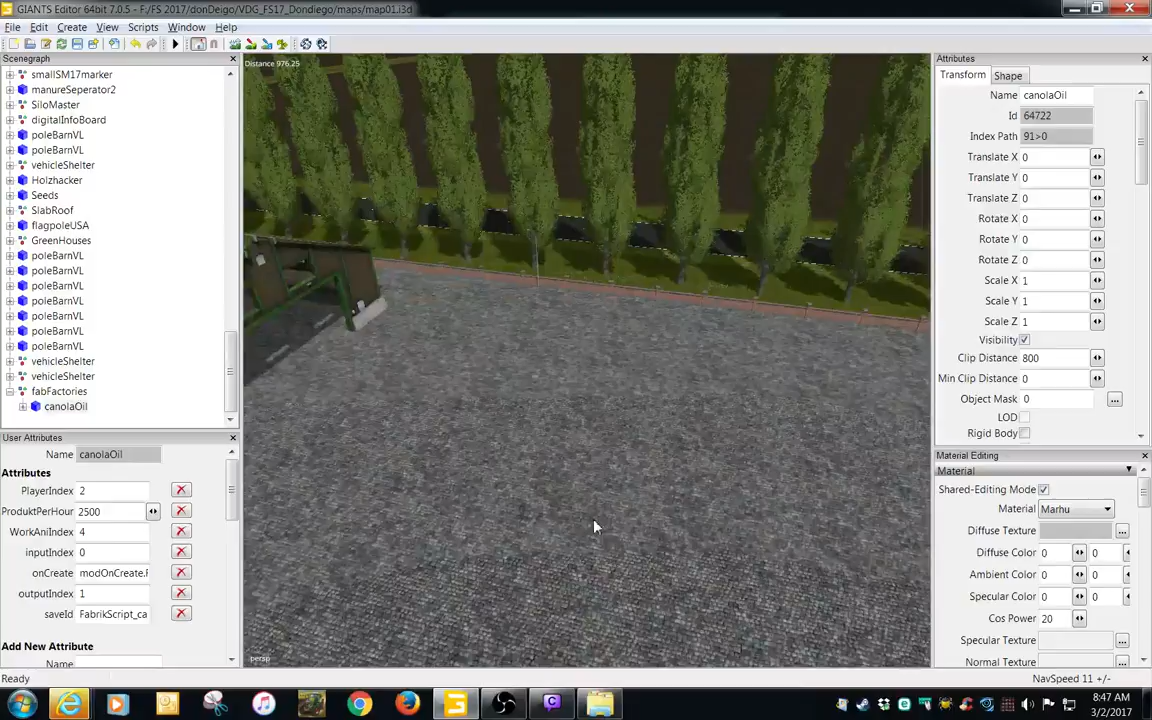 GIANTS Editor 64bit 7.0.5 - F:/FS 2017/donDeigo/VDG_FS17_Dondiego/maps/map01.i3d
File Edit Create View Scripts Window Help
Scenegraph
smallSM17marker
manureSeperator2
SiloMaster
digitalInfoBoard
poleBarnVL
poleBarnVL
vehicleShelter
Holzhacker
Seeds
SlabRoof
flagpoleUSA
GreenHouses
poleBarnVL
poleBarnVL
poleBarnVL
poleBarnVL
poleBarnVL
poleBarnVL
poleBarnVL
vehicleShelter
vehicleShelter
fabFactories
canolaOil
User Attributes
Name canolaOil
Attributes
PlayerIndex 2
ProduktPerHour 2500
WorkAniIndex 4
inputIndex 0
onCreate modOnCreate.F
outputIndex 1
saveId FabrikScript_ca
Add New Attribute
Name
Distance 976.25
persp
Attributes
Transform Shape
Name canolaOil
Id 64722
Index Path 91>0
Translate X 0
Translate Y 0
Translate Z 0
Rotate X 0
Rotate Y 0
Rotate Z 0
Scale X 1
Scale Y 1
Scale Z 1
Visibility
Clip Distance 800
Min Clip Distance 0
Object Mask 0 ...
LOD
Rigid Body
Material Editing
Material
Shared-Editing Mode
Material Marhu
Diffuse Texture ...
Diffuse Color 0 0
Ambient Color 0 0
Specular Color 0 0
Cos Power 20
Specular Texture ...
Normal Texture ...
Ready
NavSpeed 11 +/-
8:47 AM
3/2/2017